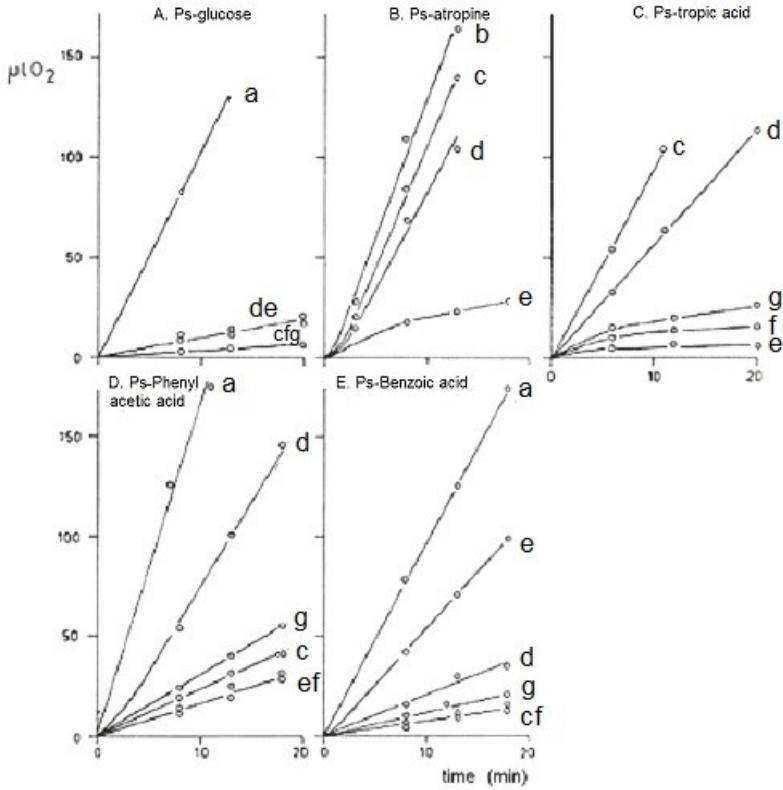 A. Ps-glucose
B. Ps-atropine
C. Ps-tropic acid
µlO2
150
100
50
0
a
de
cfg
b
c
d
e
c
d
g
f
e
0
10
20
D. Ps-Phenyl
acetic acid
E. Ps-Benzoic acid
150
100
50
0
a
d
g
c
ef
a
e
d
g
cf
0
10
20
0
10
20
time (min)